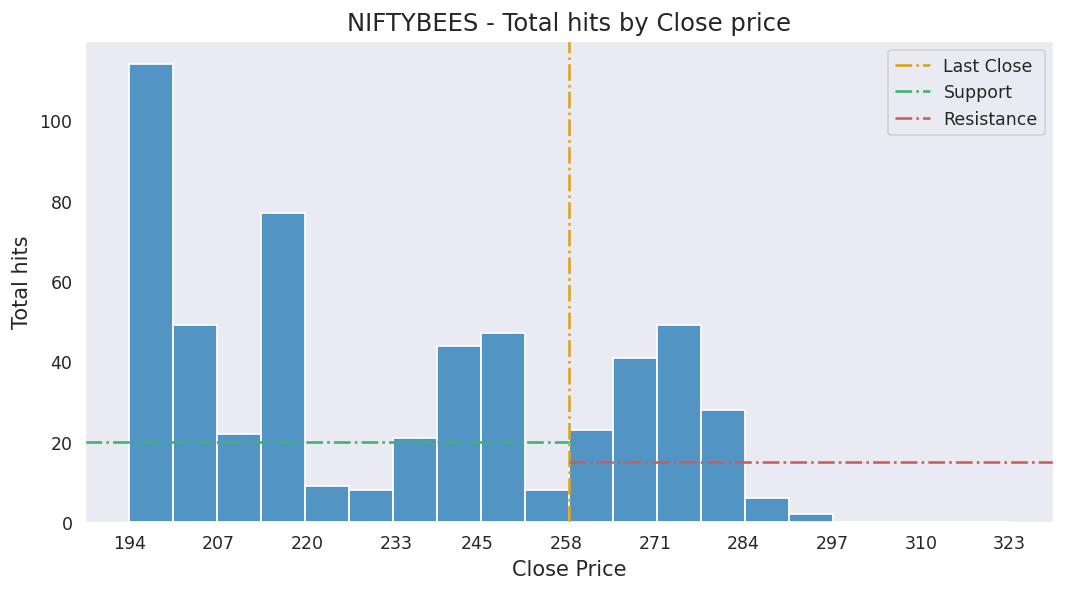 NIFTYBEES - Total hits by Close price
Last Close
Support
Resistance
Total hits
100
80
60
40
20
0
194 207 220 233 245 258 271 284 297 310 323
Close Price